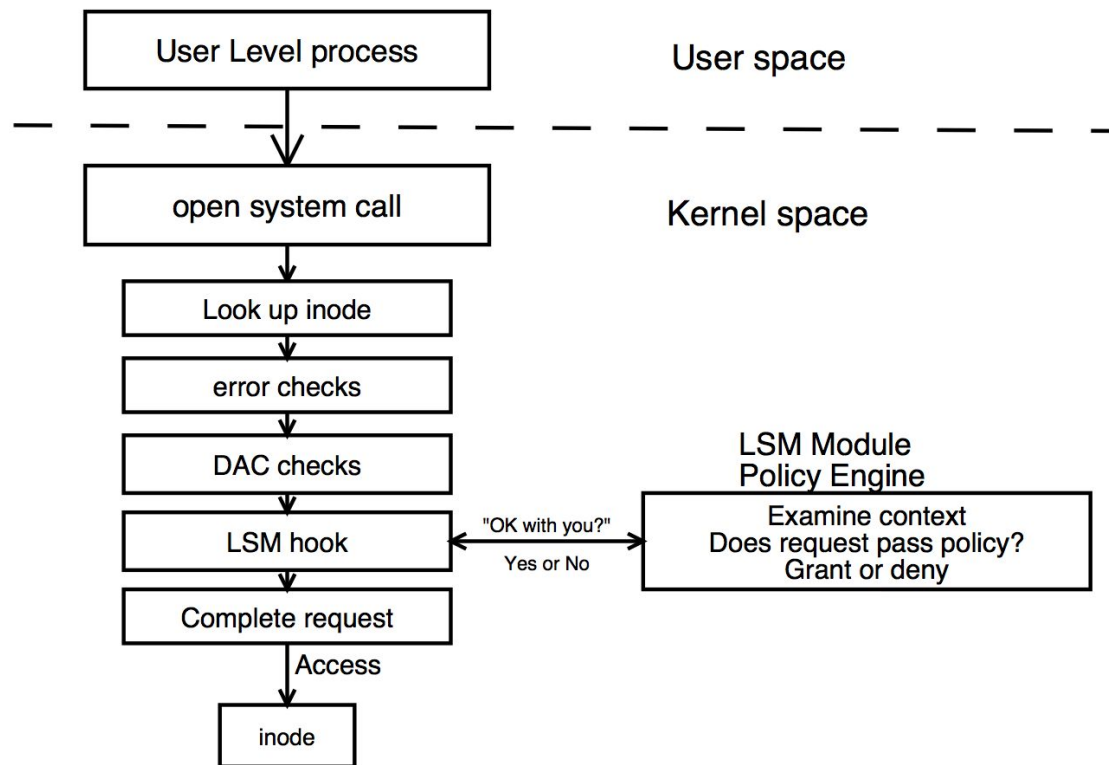 User Level process
User space
open system call
Kernel space
Look up inode
error checks
DAC checks
LSM Module
Policy Engine
LSM hook
"OK with you?"
Yes or No
Examine context
Does request pass policy?
Grant or deny
Complete request
Access
inode